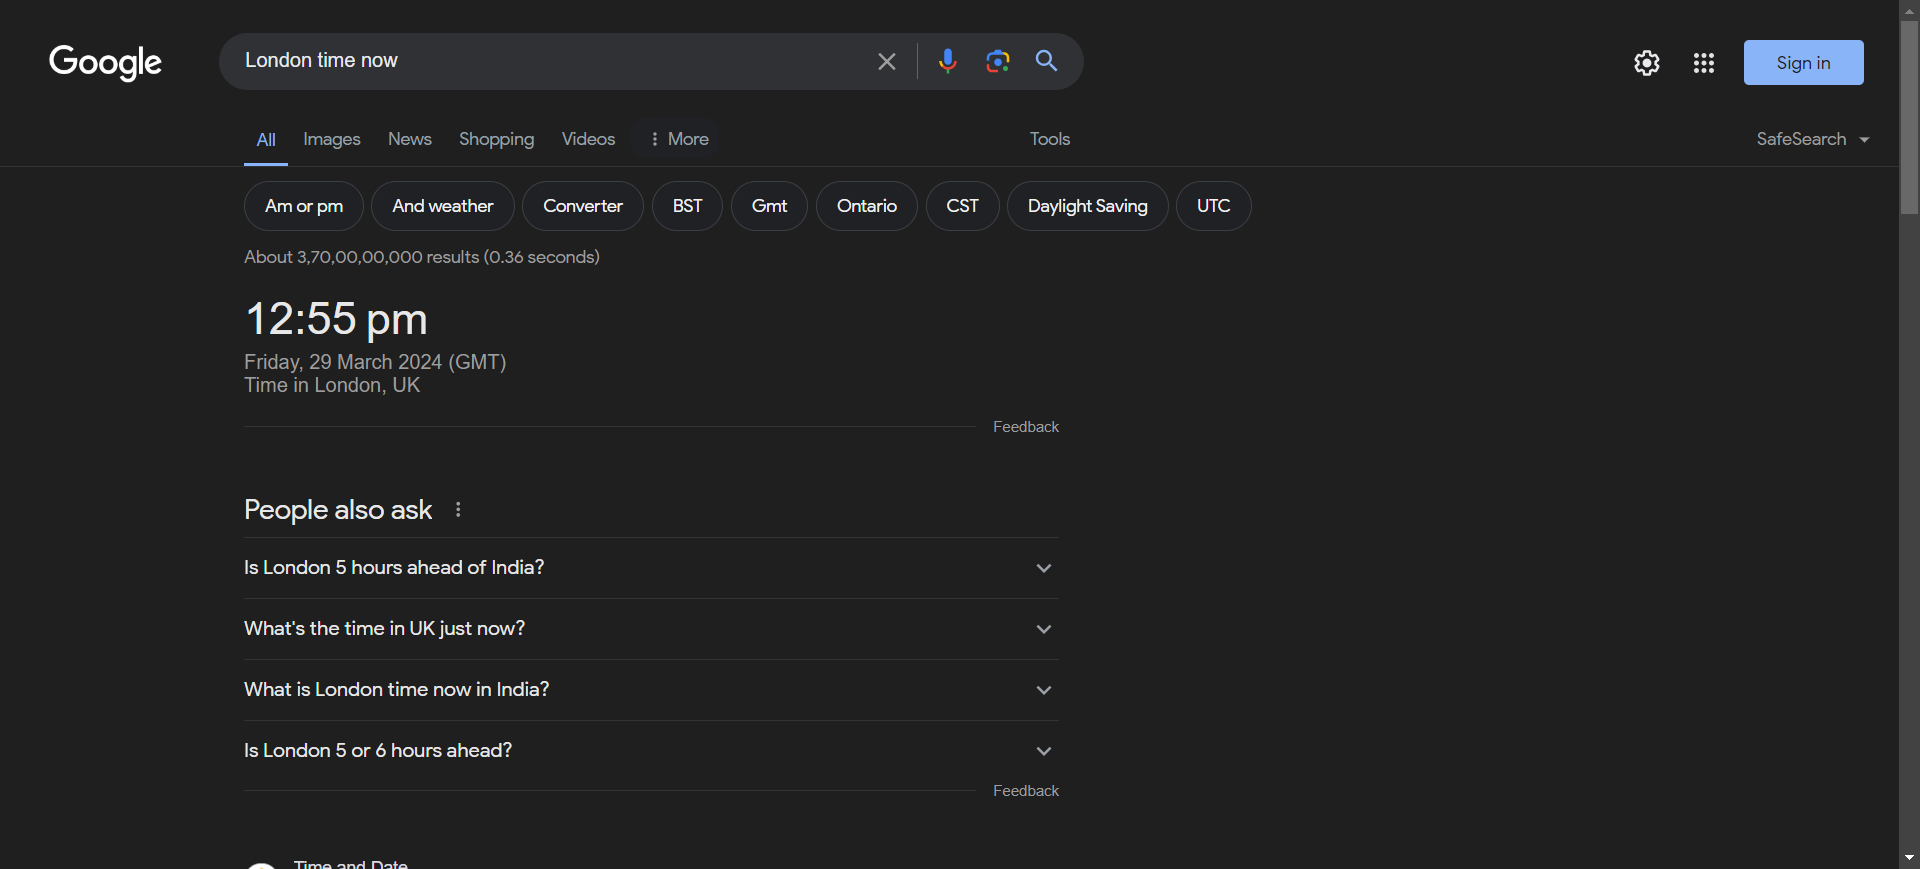 Google
London time now
Sign in
All Images News Shopping Videos More Tools SafeSearch
Am or pm And weather Converter BST Gmt Ontario CST Daylight Saving UTC
About 3,70,00,00,000 results (0.36 seconds)
12:55 pm
Friday, 29 March 2024 (GMT)
Time in London, UK
Feedback
People also ask
Is London 5 hours ahead of India?
What's the time in UK just now?
What is London time now in India?
Is London 5 or 6 hours ahead?
Feedback
Time and Date